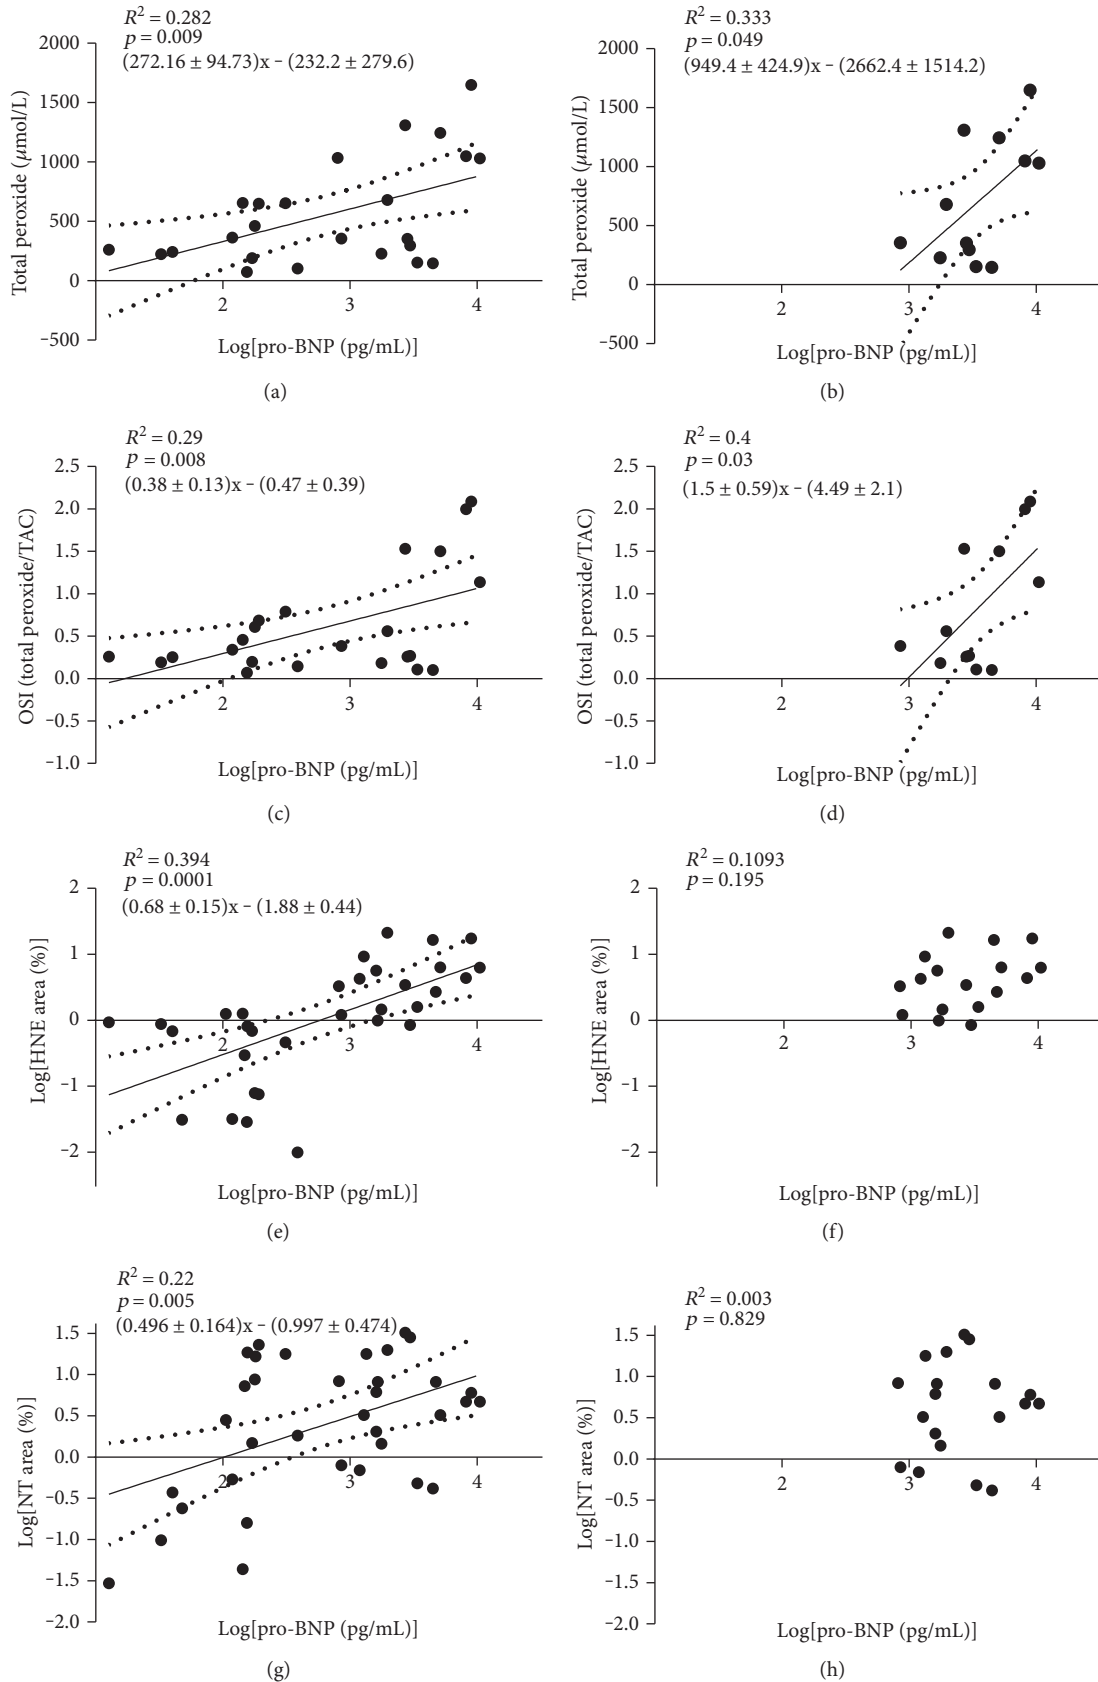 R² = 0.282
p = 0.009
(272.16 ± 94.73)x − (232.2 ± 279.6)
2000
1500
1000
500
0
−500
2 3 4
Total peroxide (μmol/L)
Log[pro-BNP (pg/mL)]
(a)
R² = 0.333
p = 0.049
(949.4 ± 424.9)x − (2662.4 ± 1514.2)
2000
1500
1000
500
0
−500
2 3 4
Total peroxide (μmol/L)
Log[pro-BNP (pg/mL)]
(b)
R² = 0.29
p = 0.008
(0.38 ± 0.13)x − (0.47 ± 0.39)
2.5
2.0
1.5
1.0
0.5
0.0
−0.5
−1.0
2 3 4
OSI (total peroxide/TAC)
Log[pro-BNP (pg/mL)]
(c)
R² = 0.4
p = 0.03
(1.5 ± 0.59)x − (4.49 ± 2.1)
2.5
2.0
1.5
1.0
0.5
0.0
−0.5
−1.0
2 3 4
OSI (total peroxide/TAC)
Log[pro-BNP (pg/mL)]
(d)
R² = 0.394
p = 0.0001
(0.68 ± 0.15)x − (1.88 ± 0.44)
2
1
0
−1
−2
2 3 4
Log[HNE area (%)]
Log[pro-BNP (pg/mL)]
(e)
R² = 0.1093
p = 0.195
2
1
0
−1
−2
2 3 4
Log[HNE area (%)]
Log[pro-BNP (pg/mL)]
(f)
R² = 0.22
p = 0.005
(0.496 ± 0.164)x − (0.997 ± 0.474)
1.5
1.0
0.5
0.0
−0.5
−1.0
−1.5
−2.0
2 3 4
Log[NT area (%)]
Log[pro-BNP (pg/mL)]
(g)
R² = 0.003
p = 0.829
1.5
1.0
0.5
0.0
−0.5
−1.0
−1.5
−2.0
2 3 4
Log[NT area (%)]
Log[pro-BNP (pg/mL)]
(h)